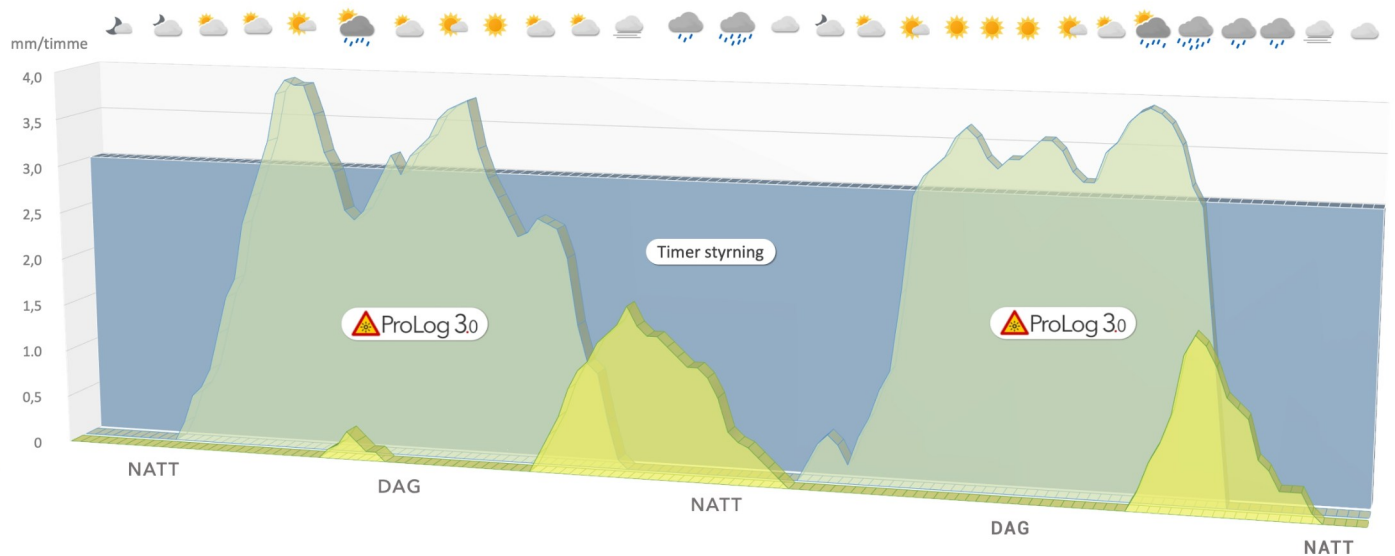 mm/timme
4,0
3,5
3,0
2,5
2,0
1,5
1.0
0,5
0
Timer styrning
ProLog 3.0
ProLog 3.0
NATT
DAG
NATT
DAG
NATT